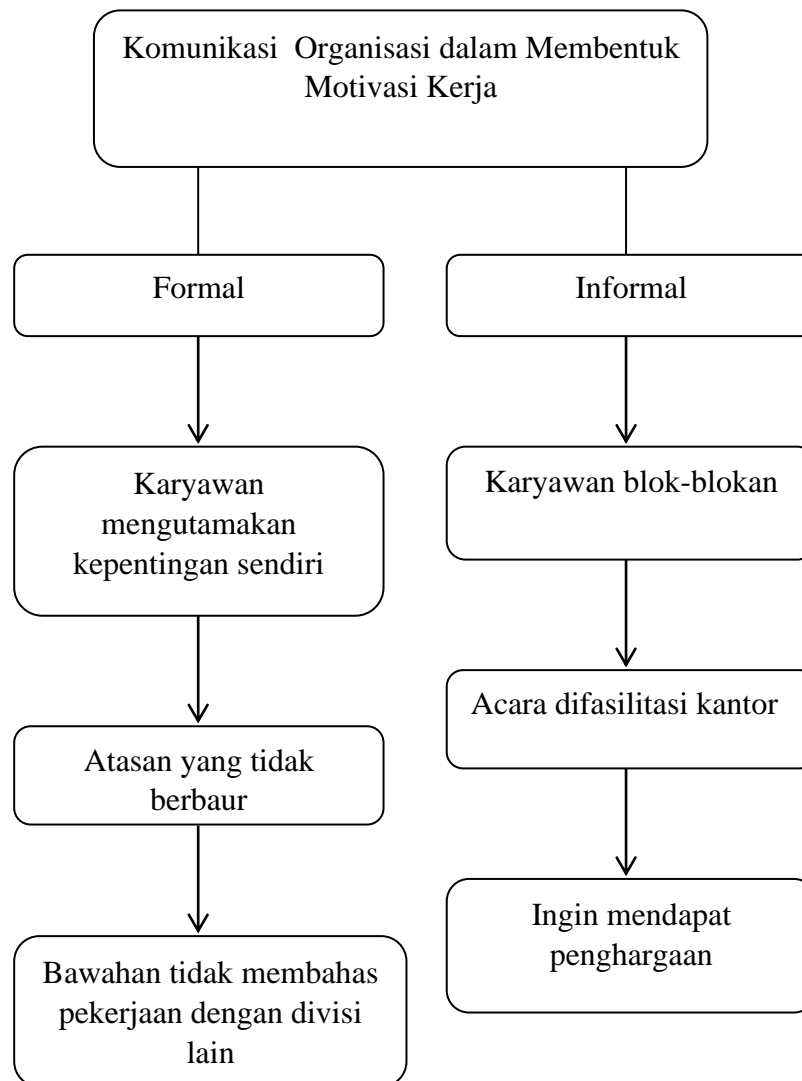 Komunikasi  Organisasi dalam Membentuk
Motivasi Kerja
Formal
Informal
Karyawan
mengutamakan
kepentingan sendiri
Karyawan blok-blokan
Acara difasilitasi kantor
Atasan yang tidak
berbaur
Ingin mendapat
penghargaan
Bawahan tidak membahas
pekerjaan dengan divisi
lain